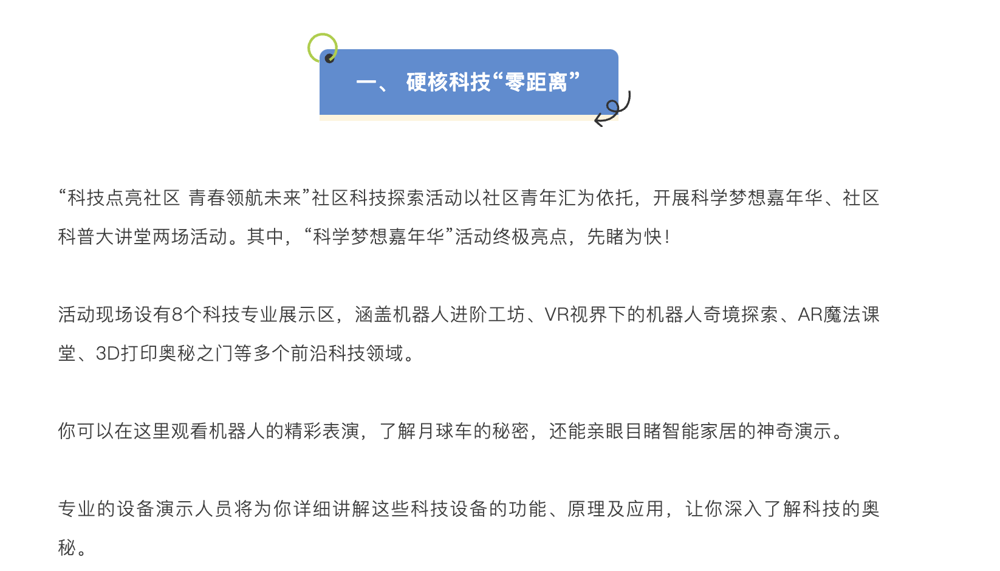 一、 硬核科技“零距离”
“科技点亮社区 青春领航未来”社区科技探索活动以社区青年汇为依托，开展科学梦想嘉年华、社区
科普大讲堂两场活动。其中，“科学梦想嘉年华”活动终极亮点，先睹为快！
活动现场设有8个科技专业展示区，涵盖机器人进阶工坊、VR视界下的机器人奇境探索、AR魔法课
堂、3D打印奥秘之门等多个前沿科技领域。
你可以在这里观看机器人的精彩表演，了解月球车的秘密，还能亲眼目睹智能家居的神奇演示。
专业的设备演示人员将为你详细讲解这些科技设备的功能、原理及应用，让你深入了解科技的奥
秘。